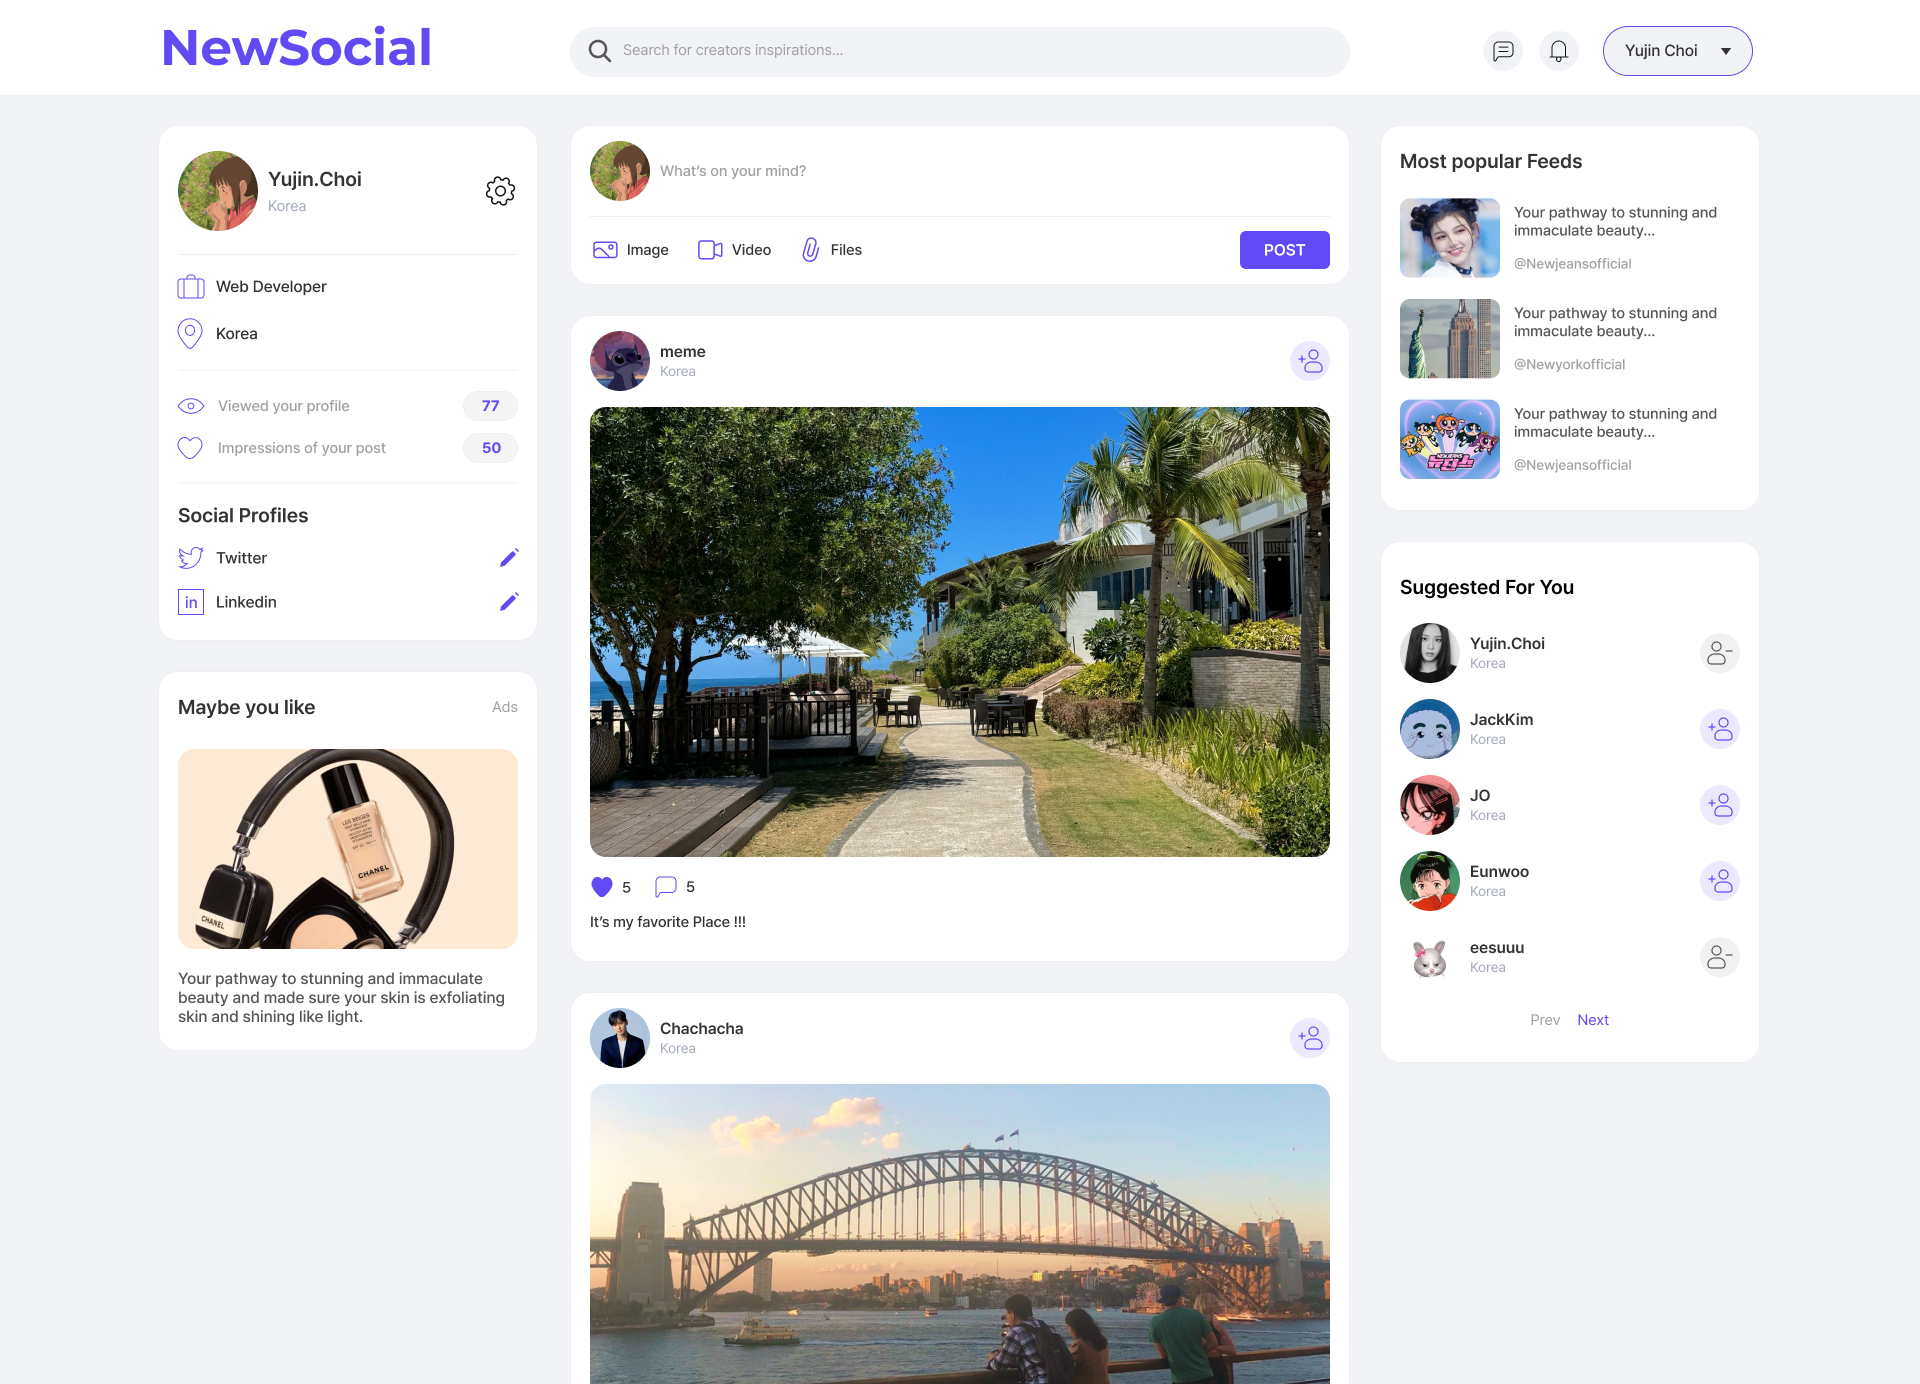 NewSocial
Search for creators inspirations...
Yujin Choi
Yujin.Choi
Korea
Web Developer
Korea
Viewed your profile
77
Impressions of your post
50
Social Profiles
Twitter
in
Linkedin
Maybe you like
Ads
LES BEIGES
CHANEL
CHANEL
Your pathway to stunning and immaculate
beauty and made sure your skin is exfoliating
skin and shining like light.
What's on your mind?
Image
Video
Files
POST
meme
Korea
5
5
It's my favorite Place !!!
Chachacha
Korea
Most popular Feeds
Your pathway to stunning and
immaculate beauty...
@Newjeansofficial
Your pathway to stunning and
immaculate beauty...
@Newyorkofficial
NEWJEANS
뉴진스
Your pathway to stunning and
immaculate beauty...
@Newjeansofficial
Suggested For You
Yujin.Choi
Korea
JackKim
Korea
JO
Korea
Eunwoo
Korea
eesuuu
Korea
Prev
Next